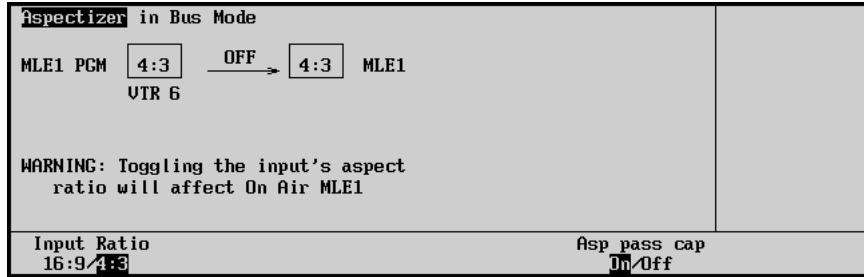 Aspectizer in Bus Mode
MLE1 PGM 4:3 OFF 4:3 MLE1
VTR 6
WARNING: Toggling the input's aspect
ratio will affect On Air MLE1
Input Ratio Asp pass cap
16:9/4:3 On/Off